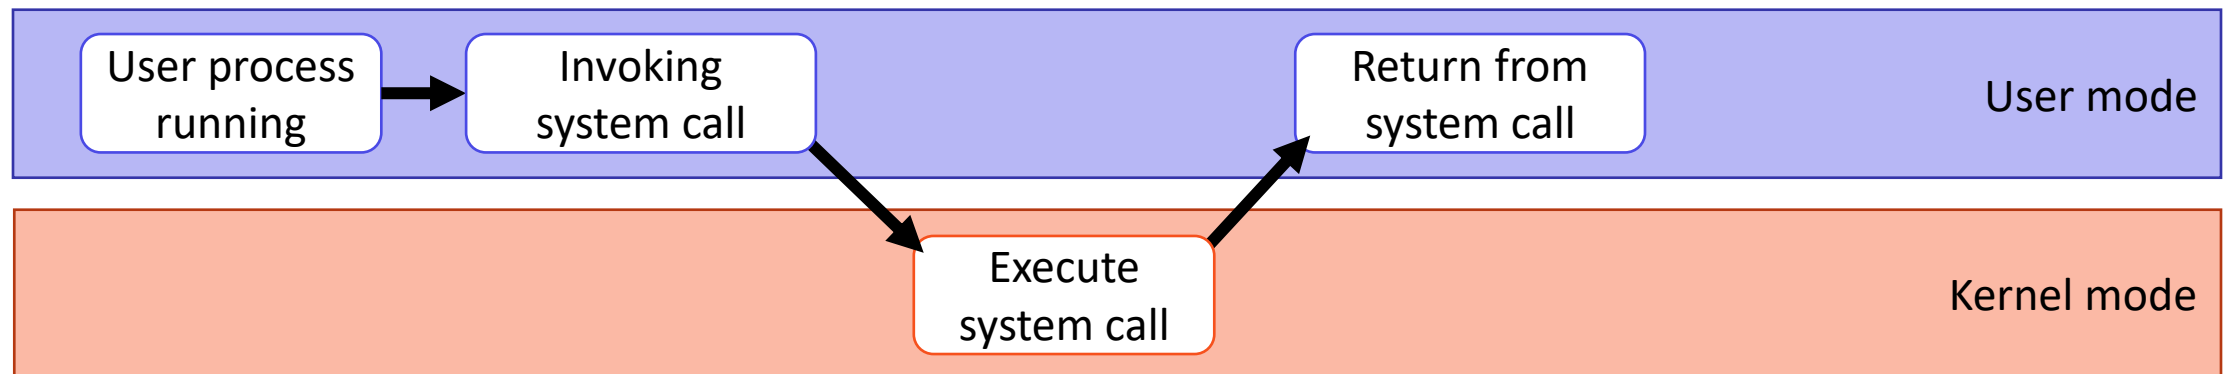 User process
running
Invoking
system call
Return from
system call
User mode
Execute
system call
Kernel mode